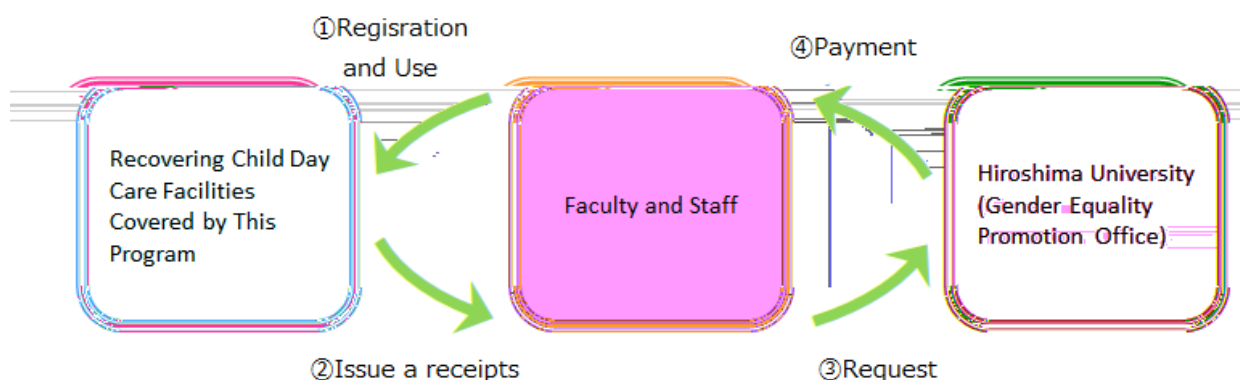 ①Regisration
and Use
④Payment
Recovering Child Day
Care Facilities
Covered by This
Program
Faculty and Staff
Hiroshima University
(Gender Equality
Promotion Office)
②Issue a receipts
③Request